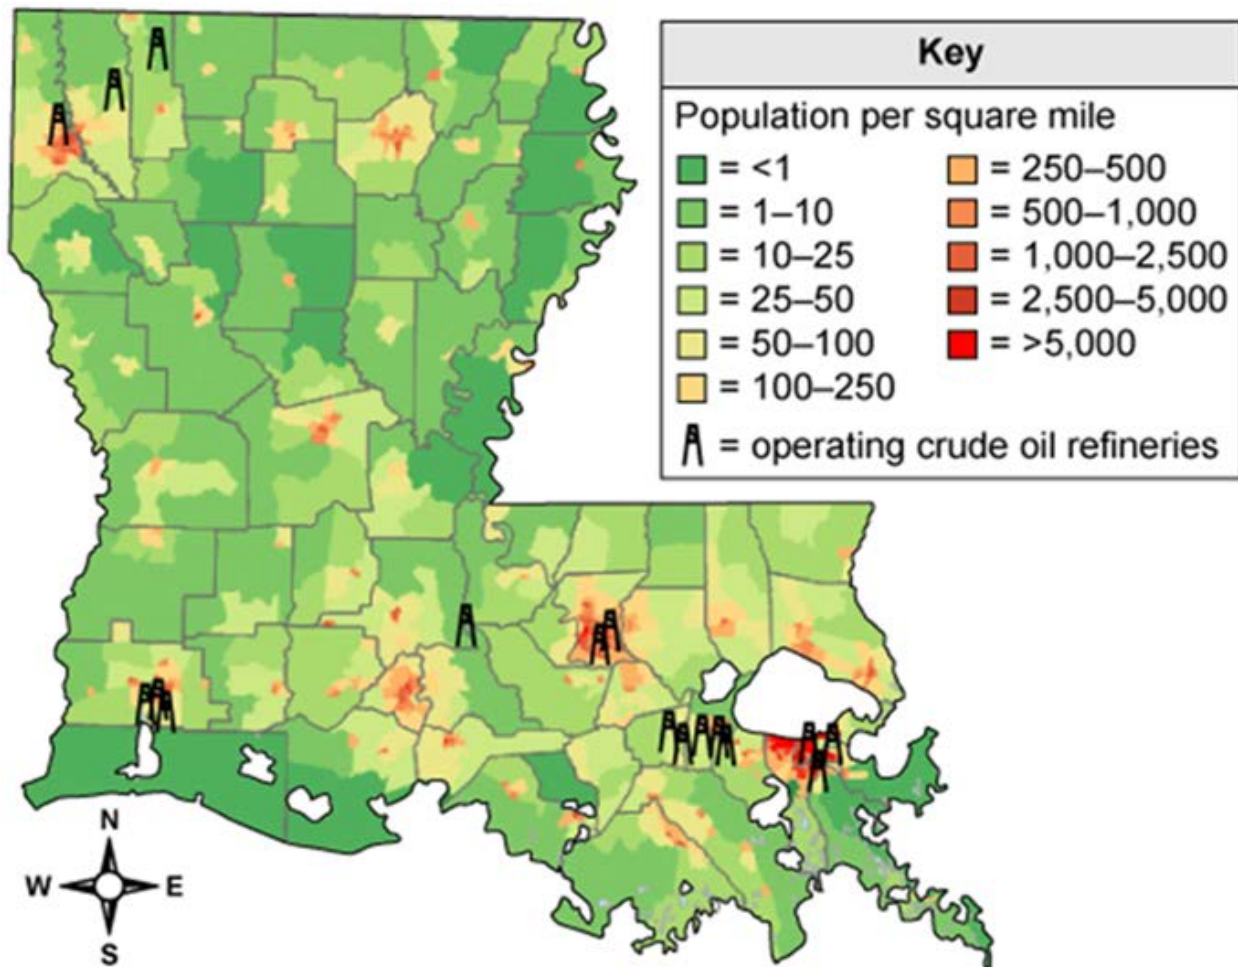 Key
Population per square mile
= <1
= 1–10
= 10–25
= 25–50
= 50–100
= 100–250
= 250–500
= 500–1,000
= 1,000–2,500
= 2,500–5,000
= >5,000
= operating crude oil refineries
N
W E
S